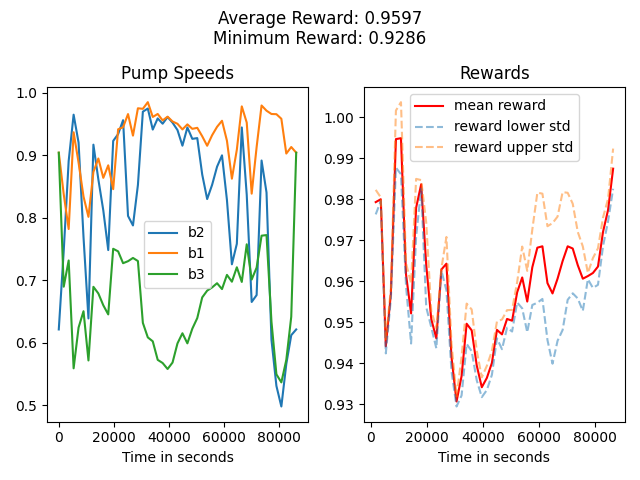 Average Reward: 0.9597
Minimum Reward: 0.9286
Pump Speeds
1.0
0.9
0.8
0.7
0.6
0.5
b2
b1
b3
0
20000
40000
60000
80000
Time in seconds
Rewards
1.00
0.99
0.98
0.97
0.96
0.95
0.94
0.93
mean reward
reward lower std
reward upper std
0
20000
40000
60000
80000
Time in seconds